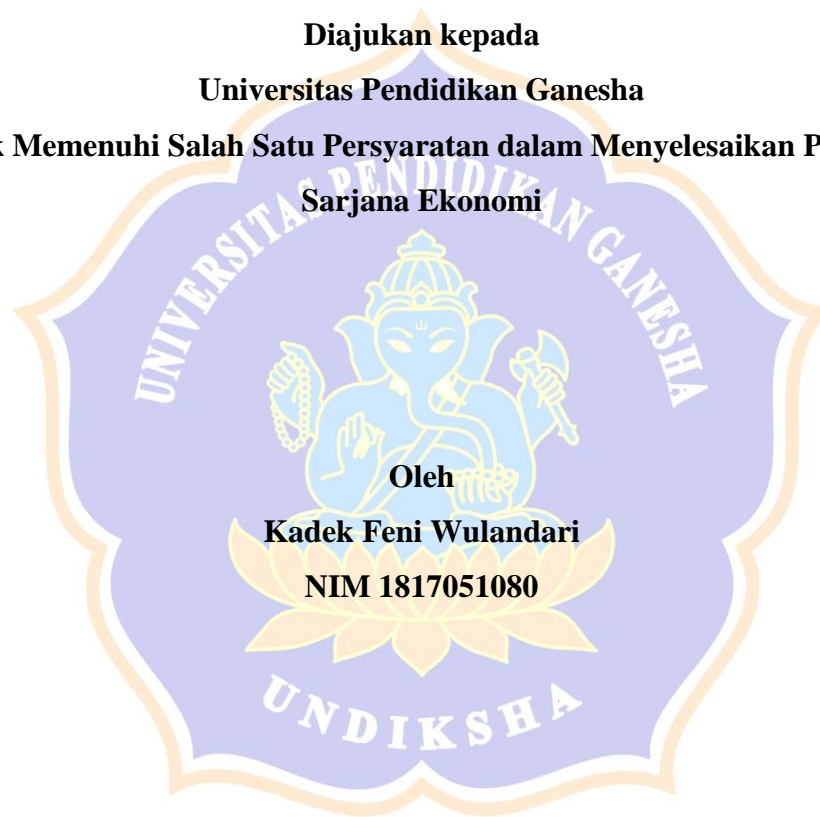 Diajukan kepada
Universitas Pendidikan Ganesha
Memenuhi Salah Satu Persyaratan dalam Menyelesaikan
Sarjana Ekonomi
UNIVERSITAS PENDIDIKAN GANESHA
Oleh
Kadek Feni Wulandari
NIM 1817051080
UNDIKSHA